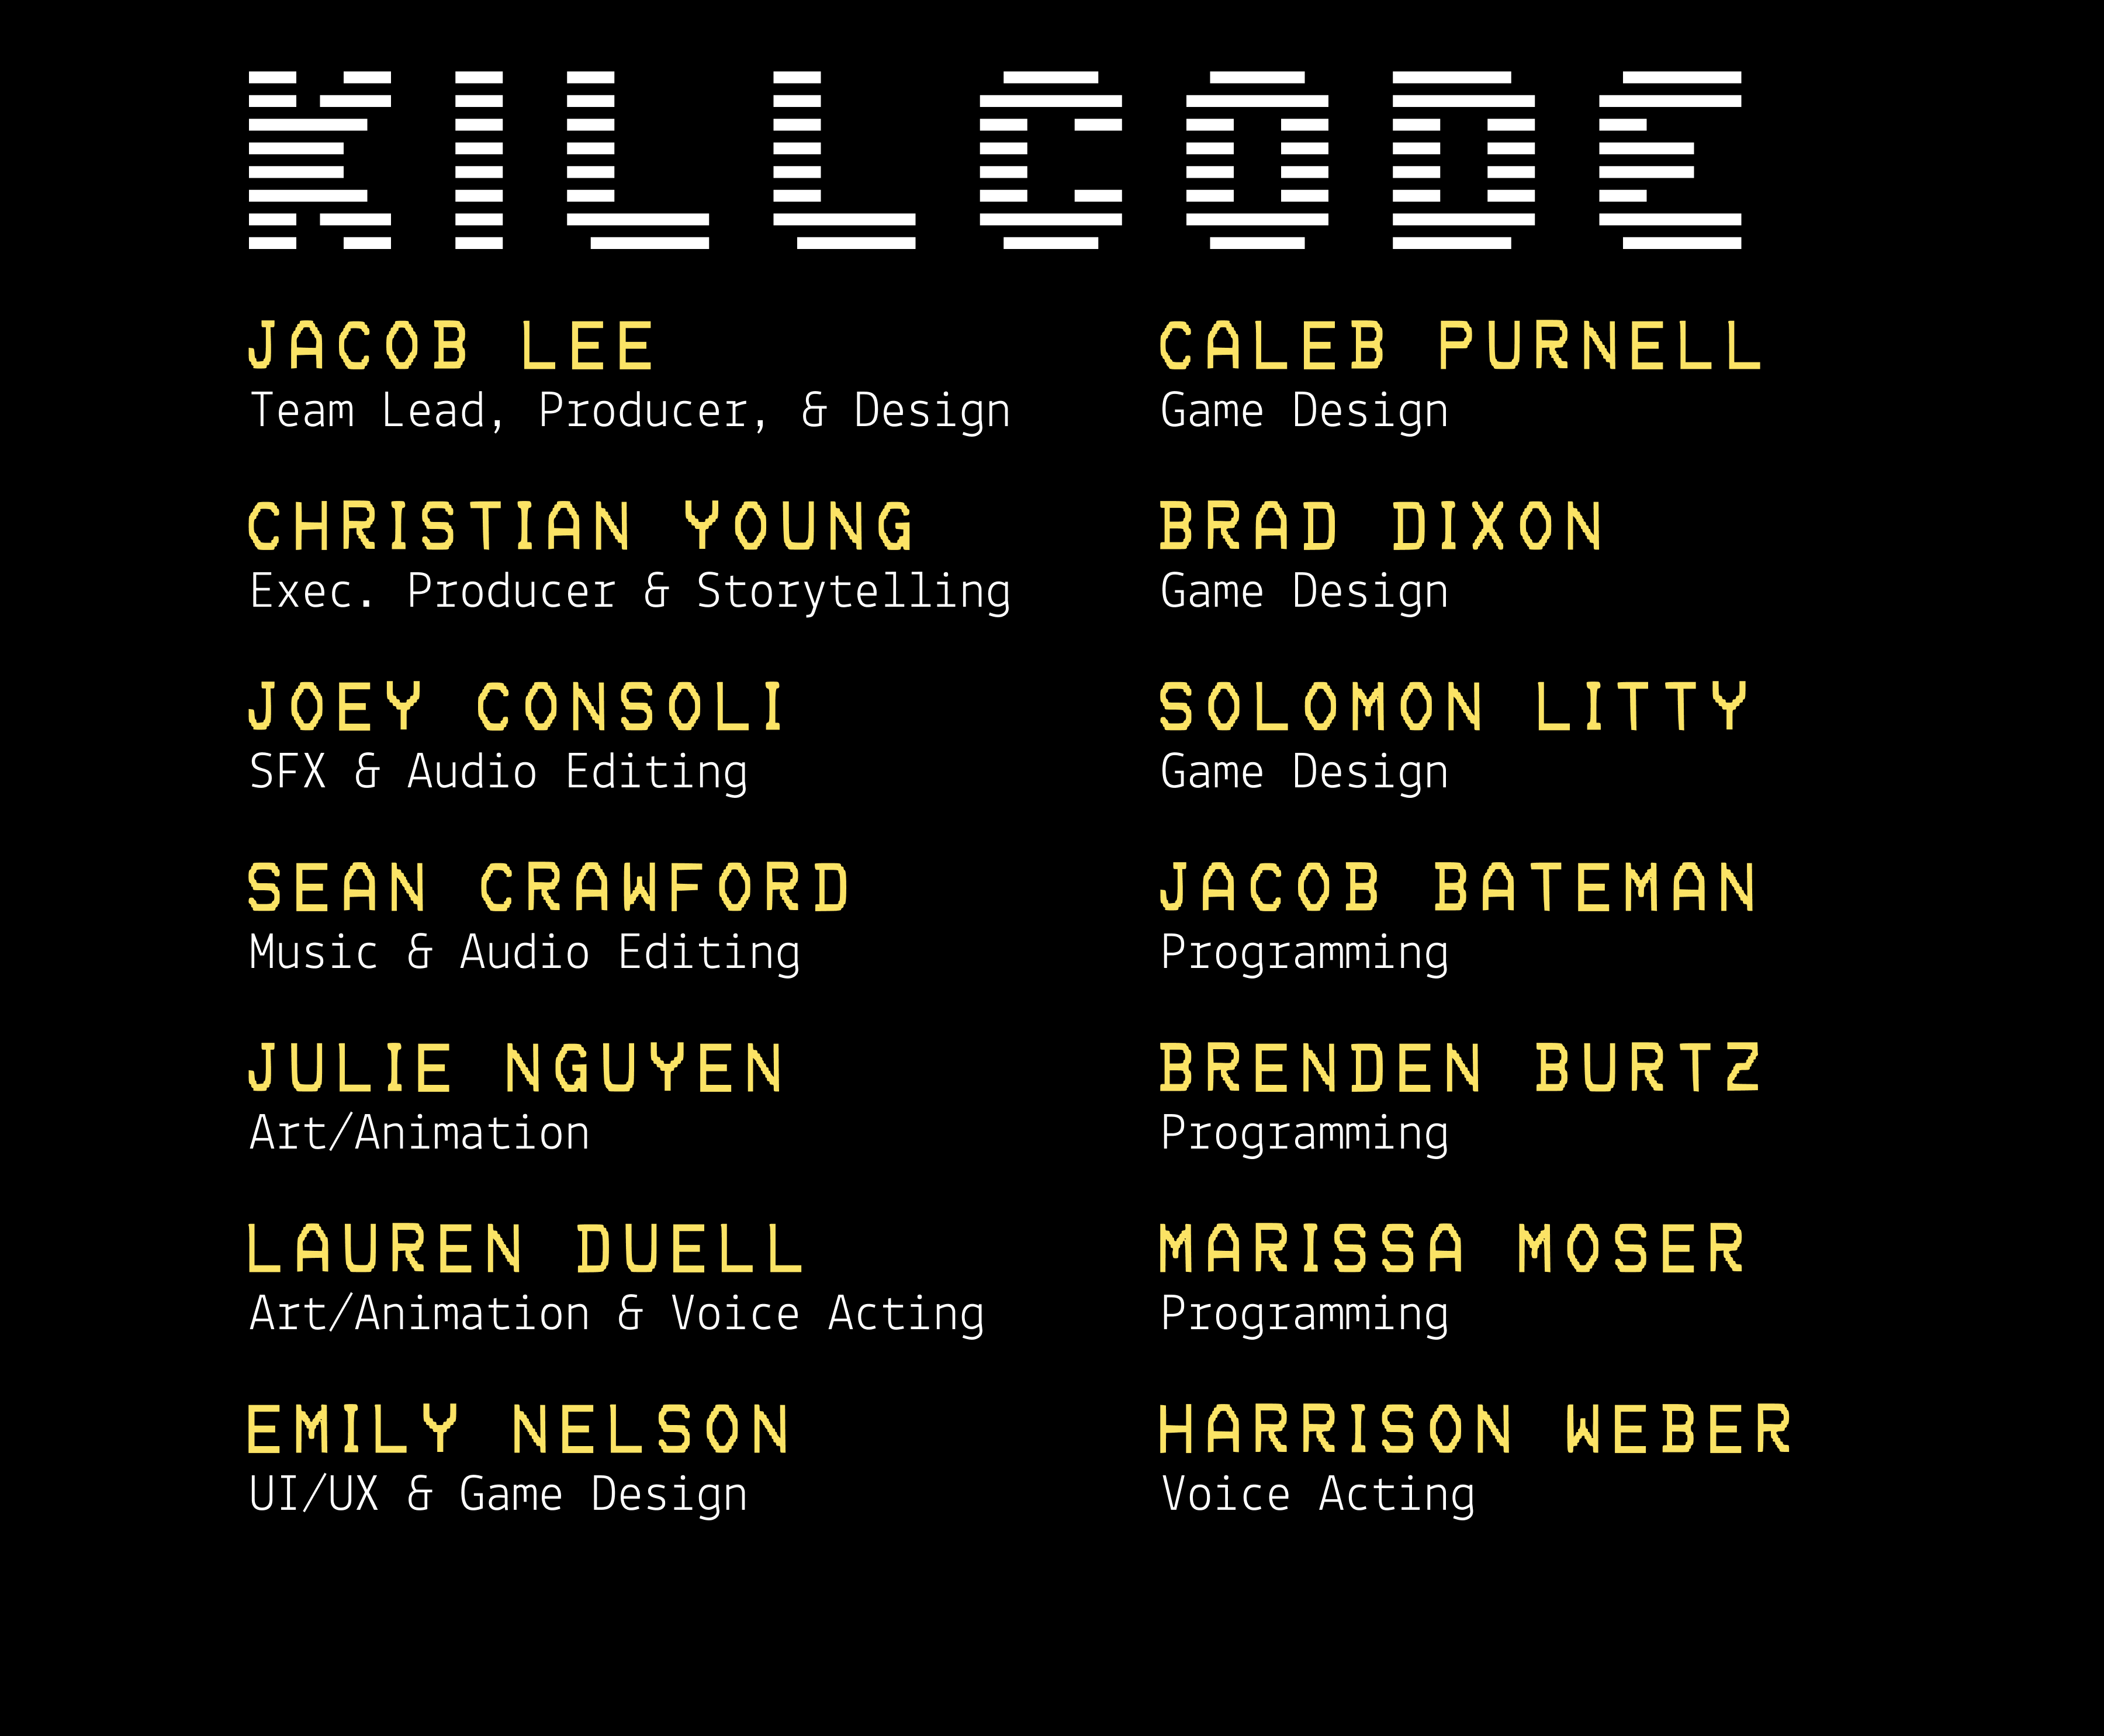 KILLCODE
JACOB LEE
Team Lead, Producer, & Design
CHRISTIAN YOUNG
Exec. Producer & Storytelling
JOEY CONSOLI
SFX & Audio Editing
SEAN CRAWFORD
Music & Audio Editing
JULIE NGUYEN
Art/Animation
LAUREN DUELL
Art/Animation & Voice Acting
EMILY NELSON
UI/UX & Game Design
CALEB PURNELL
Game Design
BRAD DIXON
Game Design
SOLOMON LITTY
Game Design
JACOB BATEMAN
Programming
BRENDEN BURTZ
Programming
MARISSA MOSER
Programming
HARRISON WEBER
Voice Acting